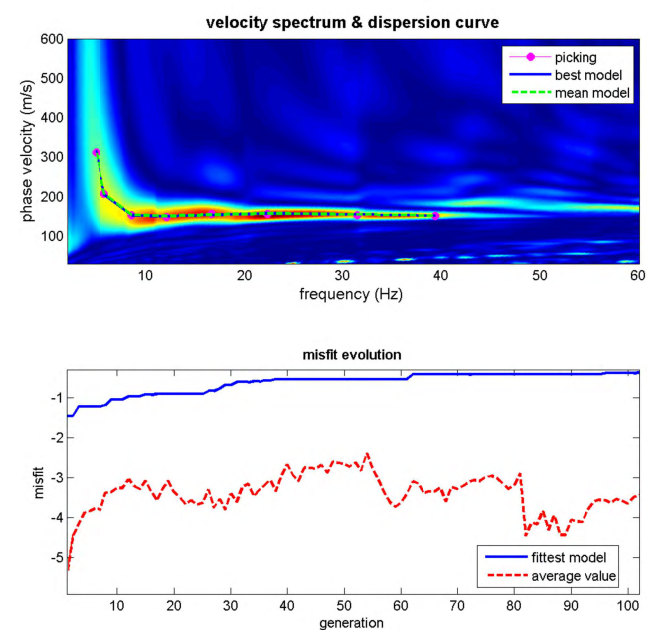 velocity spectrum & dispersion curve
600
500
400
300
200
100
phase velocity (m/s)
picking
best model
mean model
10
20
30
40
50
60
frequency (Hz)
misfit evolution
-1
-2
-3
-4
-5
misfit
fittest model
average value
10
20
30
40
50
60
70
80
90
100
generation